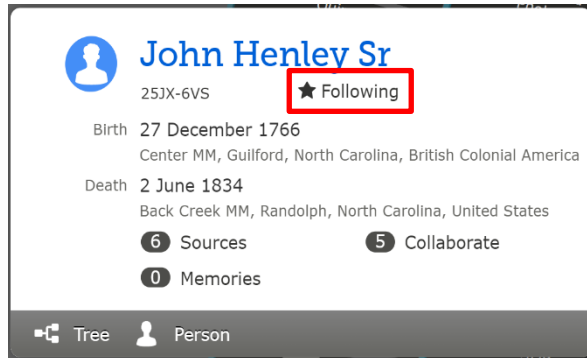 John Henley Sr
25JX-6VS ★ Following
Birth 27 December 1766
Center MM, Guilford, North Carolina, British Colonial America
Death 2 June 1834
Back Creek MM, Randolph, North Carolina, United States
6 Sources 5 Collaborate
0 Memories
Tree Person